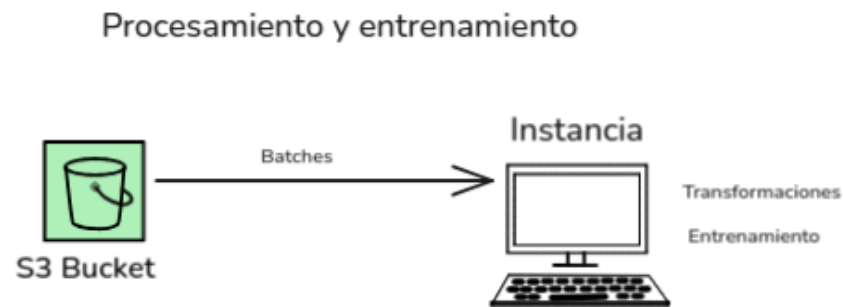 Procesamiento y entrenamiento
Instancia
Batches
Transformaciones
Entrenamiento
S3 Bucket